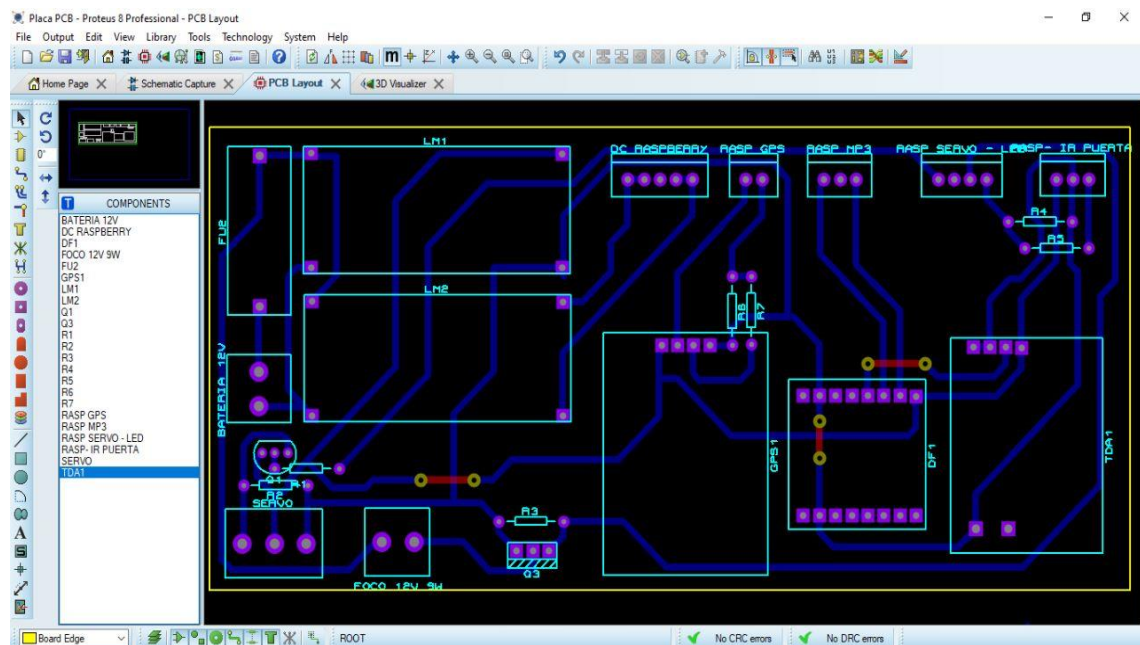 Placa PCB - Proteus 8 Professional - PCB Layout
File Output Edit View Library Tools Technology System Help
Home Page
Schematic Capture
PCB Layout
3D Visualizer
0°
COMPONENTS
BATERIA 12V
DC RASPBERRY
DF1
FOCO 12V 9W
FU2
GPS1
LM1
LM2
Q1
Q3
R1
R2
R3
R4
R5
R6
R7
RASP GPS
RASP MP3
RASP SERVO - LED
RASP- IR PUERTA
SERVO
TDA1
LM1
DC RASPBERRY
RASP GPS
RASP MP3
RASP SERVO -
RASP- IR PUERTA
FU2
R4
R5
LM2
R6
R7
BATERIA 12V
GPS1
DF1
TDA1
Q1
R1
R2
SERVO
R3
Q3
FOCO 12V 9W
Board Edge
ROOT
No CRC errors
No DRC errors